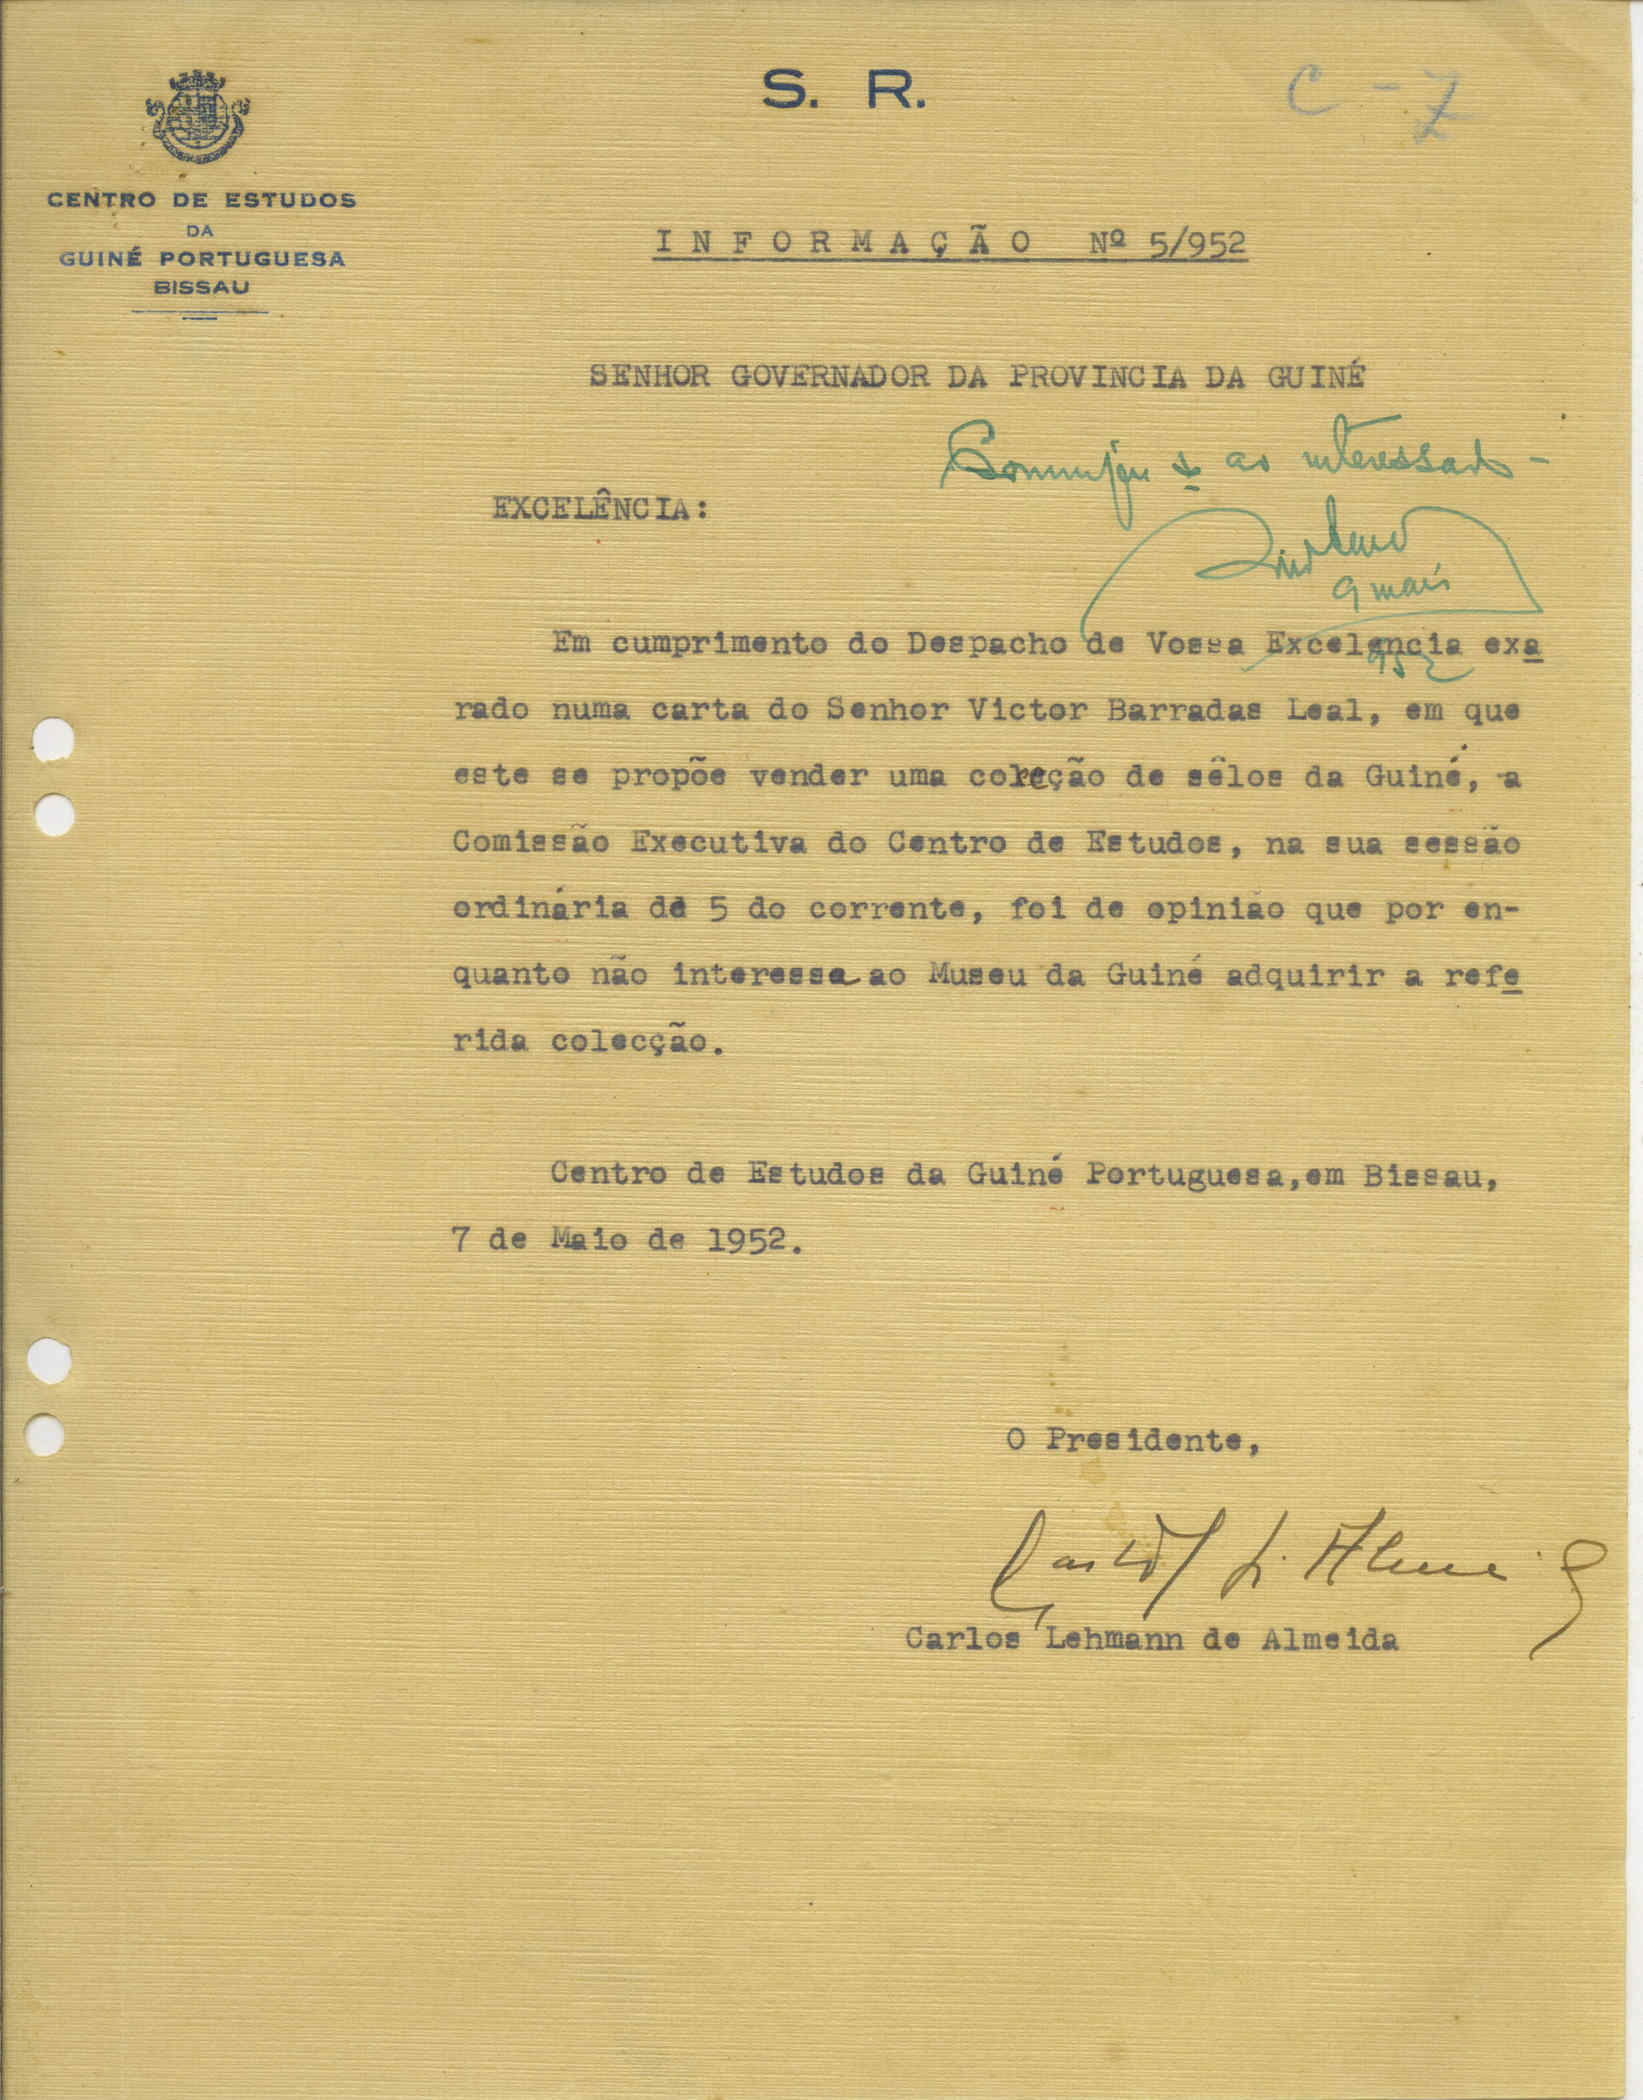 S. R.
C - 7
CENTRO DE ESTUDOS
DA
GUINÉ PORTUGUESA
BISSAU
INFORMAÇÃO Nº 5/952
SENHOR GOVERNADOR DA PROVINCIA DA GUINÉ
ao interessado -
EXCELÊNCIA:
9 maio
952
Em cumprimento do Despacho de Vossa Excelencia exa
rado numa carta do Senhor Victor Barradas Leal, em que
este se propõe vender uma coleção de sêlos da Guiné, a
Comissão Executiva do Centro de Estudos, na sua sessão
ordinária de 5 do corrente, foi de opinião que por en-
quanto não interessa ao Museu da Guiné adquirir a refe
rida colecção.
Centro de Estudos da Guiné Portuguesa,em Bissau,
7 de Maio de 1952.
O Presidente,
Carlos Lehmann de Almeida